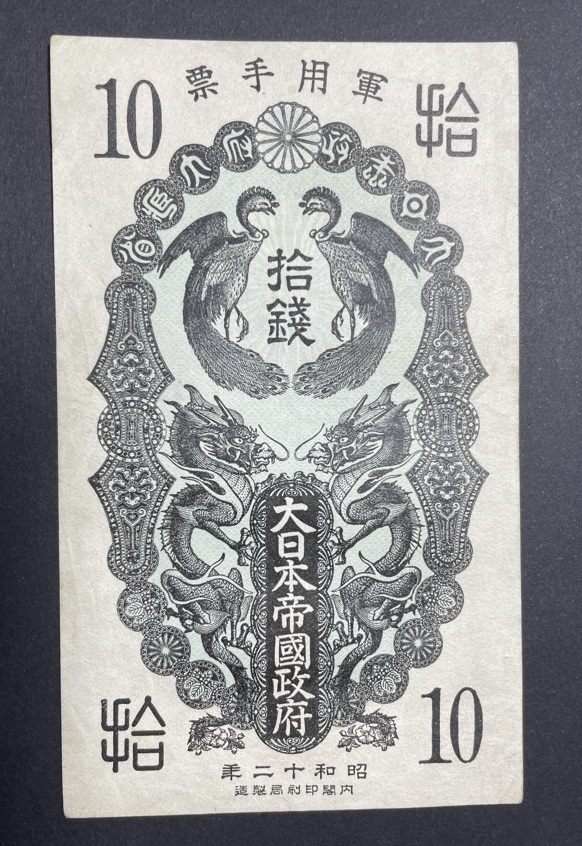 軍用手票
10
拾
拾錢
大日本帝國政府
拾
10
昭和十二年
内閣印刷局製造